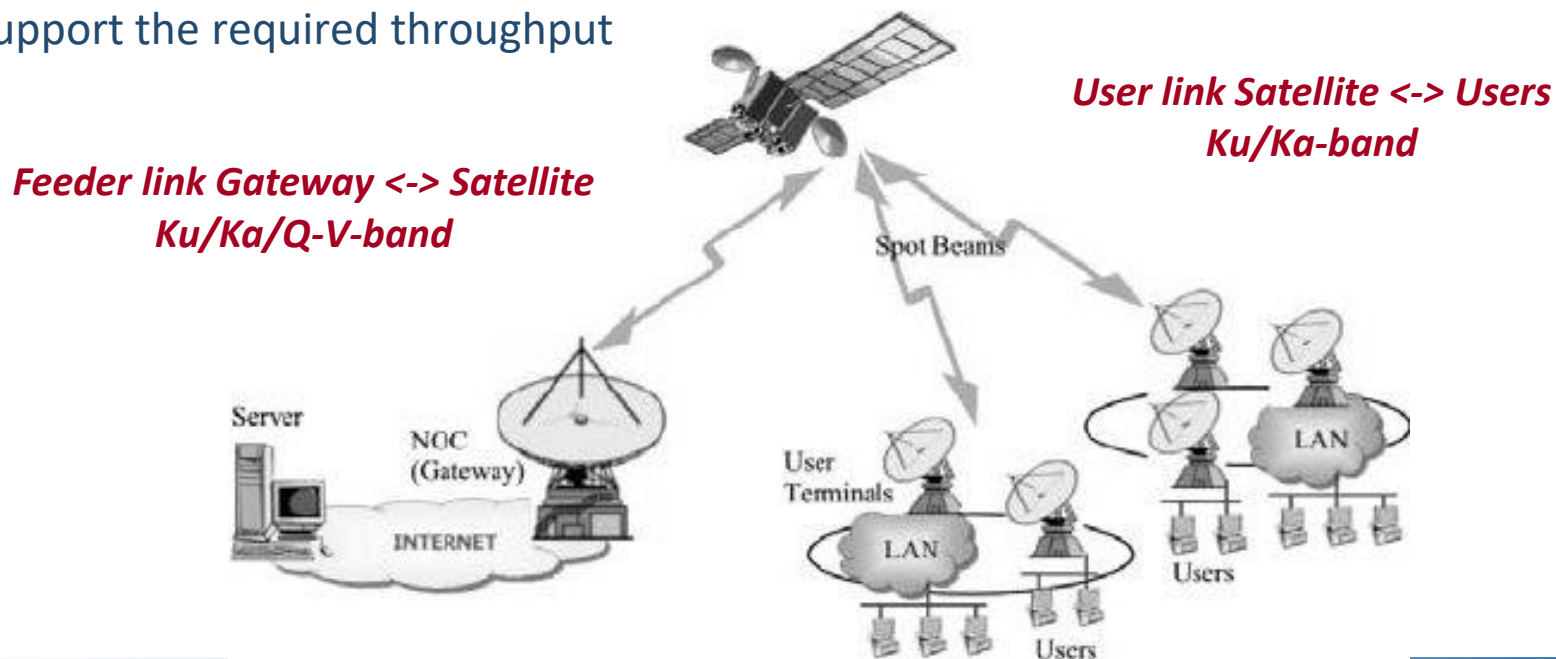 upport the required throughput
User link Satellite <-> Users
Ku/Ka-band
Feeder link Gateway <-> Satellite
Ku/Ka/Q-V-band
Spot Beams
Server
NOC
(Gateway)
INTERNET
User
Terminals
LAN
Users
LAN
Users